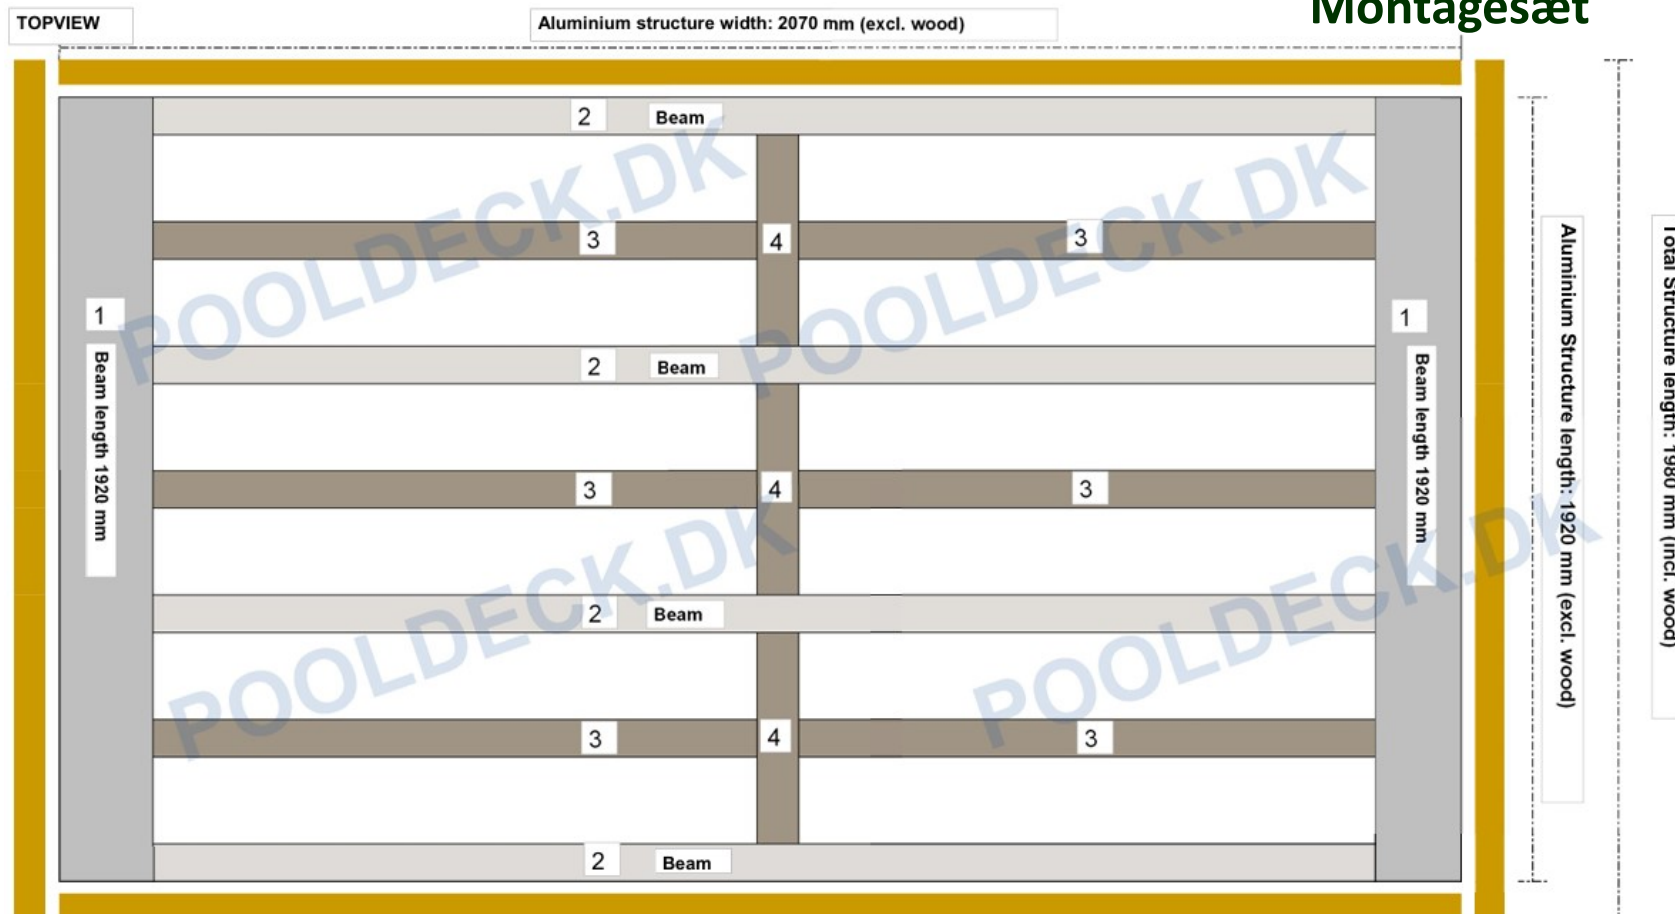 Montagesæt
TOPVIEW
Aluminium structure width: 2070 mm (excl. wood)
2 Beam
POOLDECK.DK
POOLDECK.DK
3 4 3
1
1
Beam length 1920 mm
Beam length 1920 mm
2 Beam
Aluminium Structure length: 1920 mm (excl. wood)
Total Structure length: 1980 mm (incl. wood)
3 4 3
POOLDECK.DK
POOLDECK.DK
2 Beam
3 4 3
2 Beam